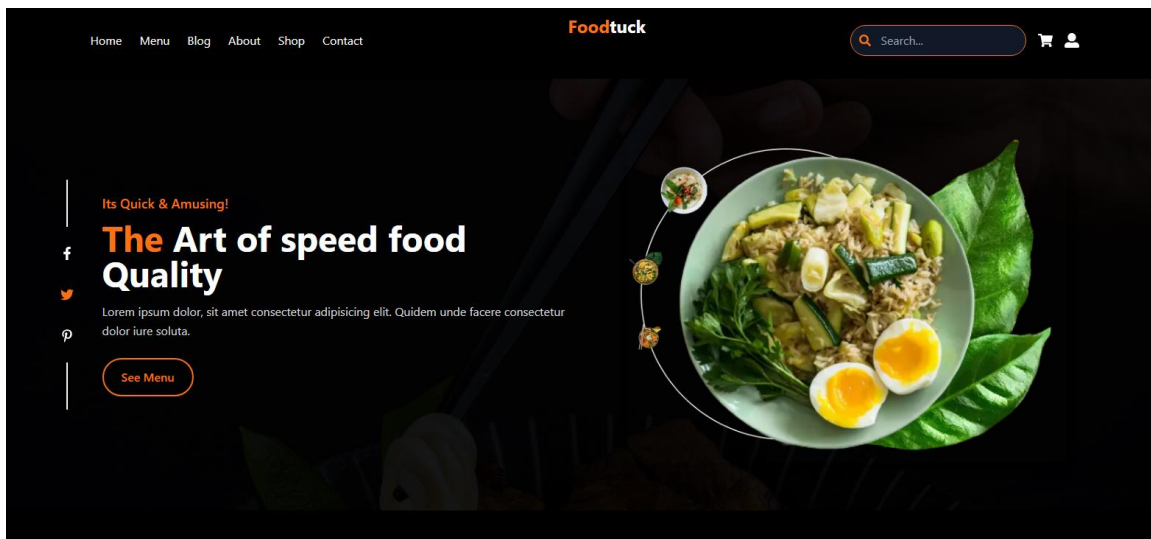 Foodtuck
Home Menu Blog About Shop Contact
Search...
Its Quick & Amusing!
The Art of speed food
Quality
Lorem ipsum dolor, sit amet consectetur adipisicing elit. Quidem unde facere consectetur
dolor iure soluta.
See Menu